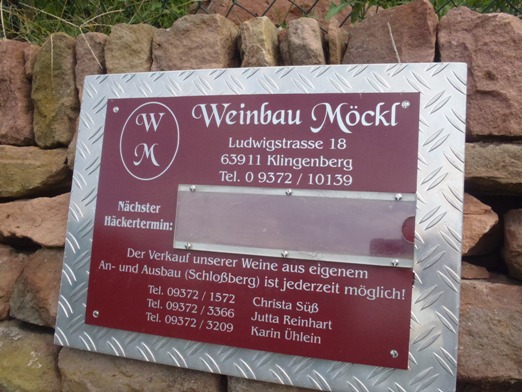 W
M
Weinbau Möckl
Ludwigstrasse 18
63911 Klingenberg
Tel. 0 9372 / 10139
Nächster
Häckertermin:
Der Verkauf unserer Weine aus eigenem
An- und Ausbau (Schloßberg) ist jederzeit möglich!
Tel. 09372 / 1572 Christa Süß
Tel. 09372 / 3366 Jutta Reinhart
Tel. 09372 / 3209 Karin Ühlein